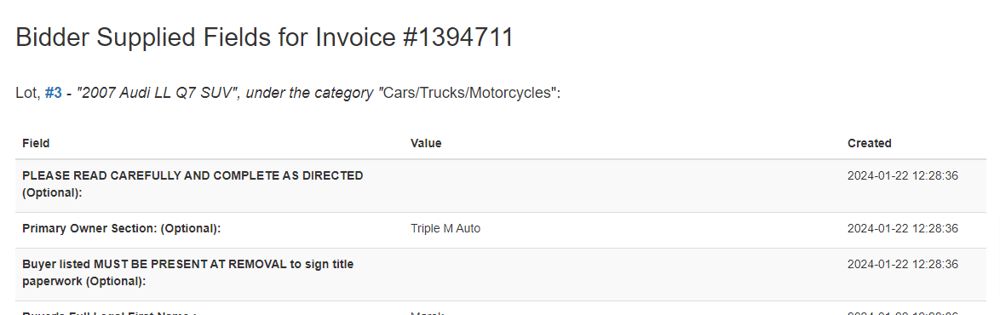 Bidder Supplied Fields for Invoice #1394711
Lot, #3 - "2007 Audi LL Q7 SUV", under the category "Cars/Trucks/Motorcycles":
Field Value Created
PLEASE READ CAREFULLY AND COMPLETE AS DIRECTED 2024-01-22 12:28:36
(Optional):
Primary Owner Section: (Optional): Triple M Auto 2024-01-22 12:28:36
Buyer listed MUST BE PRESENT AT REMOVAL to sign title 2024-01-22 12:28:36
paperwork (Optional):